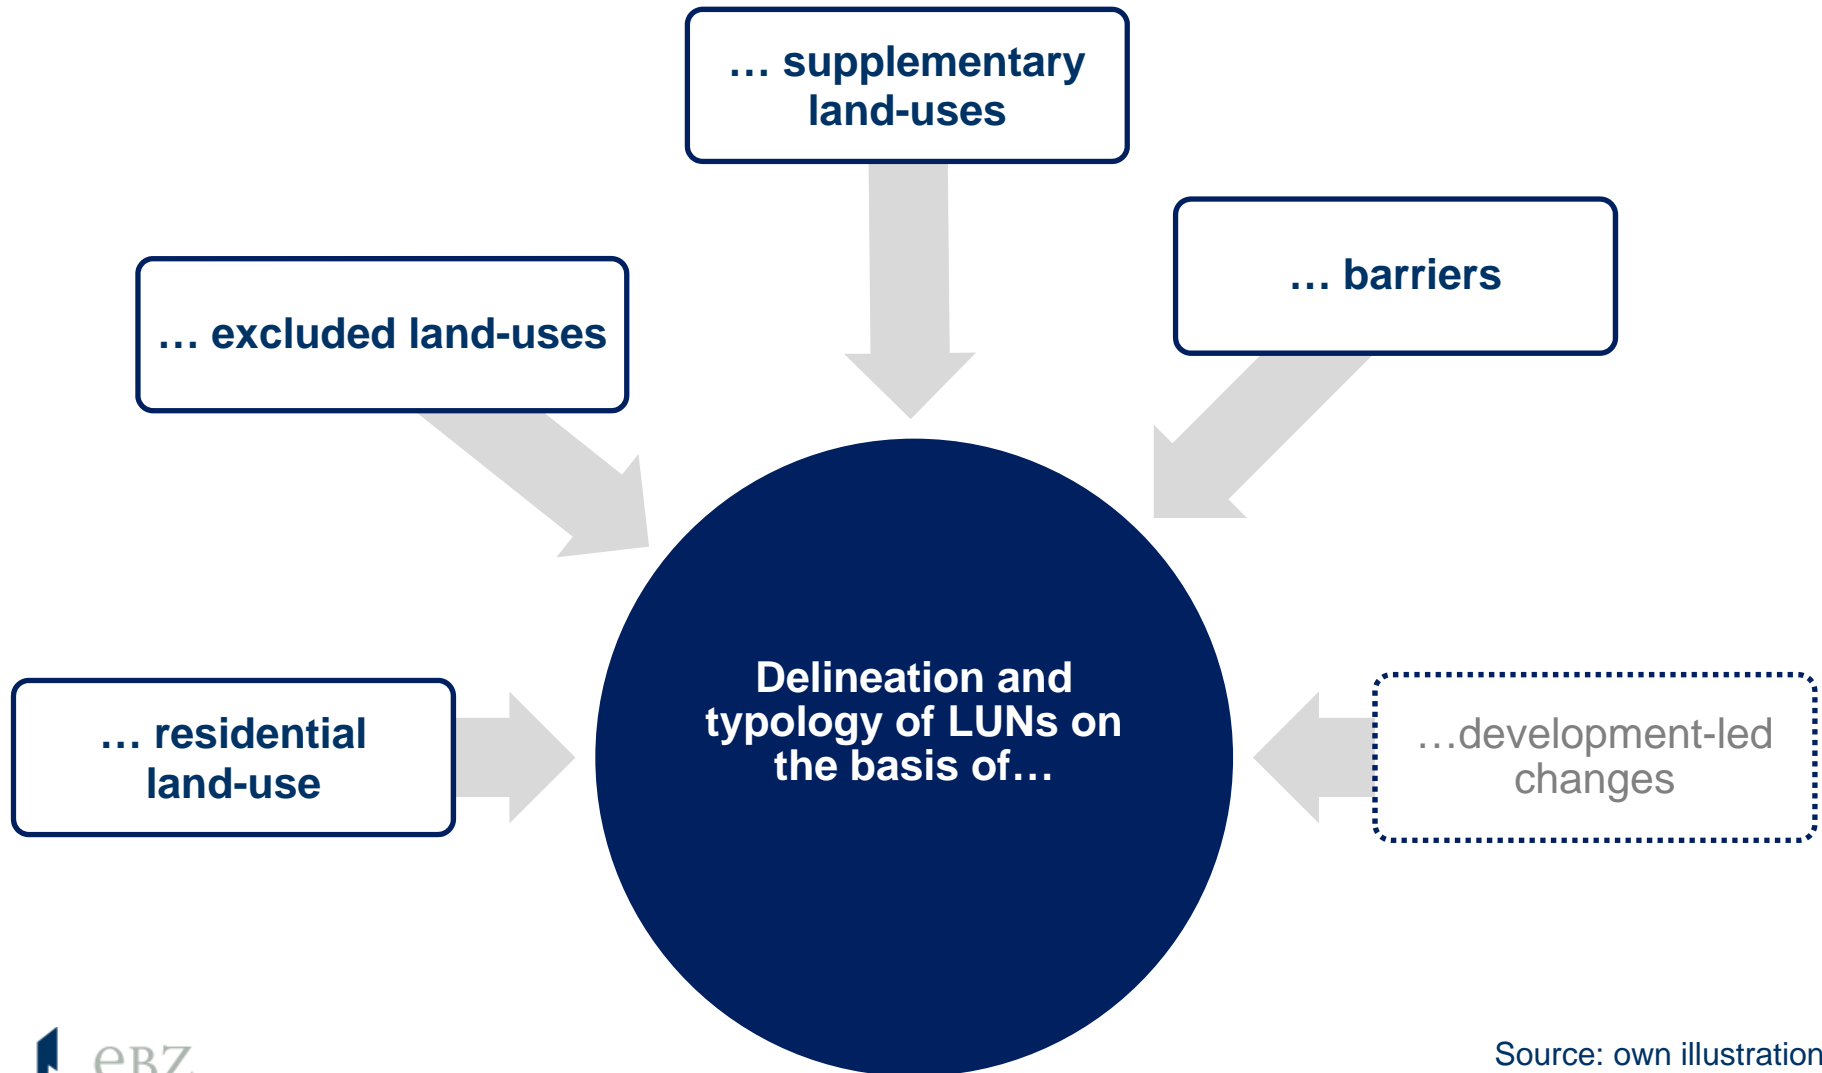 … supplementary
land-uses
… barriers
… excluded land-uses
Delineation and
typology of LUNs on
the basis of…
… residential
land-use
…development-led
changes
eBZ
Source: own illustration